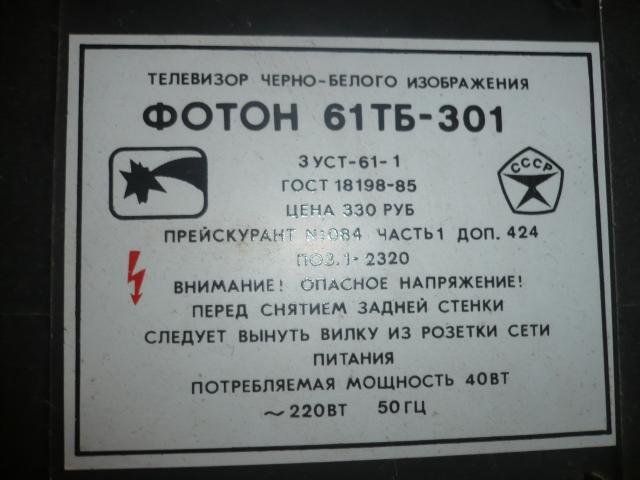 ТЕЛЕВИЗОР ЧЕРНО-БЕЛОГО ИЗОБРАЖЕНИЯ
ФОТОН 61ТБ-301
3 УСТ-61-1
СССР
ГОСТ 18198-85
ЦЕНА 330 РУБ
ПРЕЙСКУРАНТ №084 ЧАСТЬ 1 ДОП. 424
ПОЗ.1-2320
ВНИМАНИЕ! ОПАСНОЕ НАПРЯЖЕНИЕ!
ПЕРЕД СНЯТИЕМ ЗАДНЕЙ СТЕНКИ
СЛЕДУЕТ ВЫНУТЬ ВИЛКУ ИЗ РОЗЕТКИ СЕТИ
ПИТАНИЯ
ПОТРЕБЛЯЕМАЯ МОЩНОСТЬ 40ВТ
~220ВТ 50ГЦ